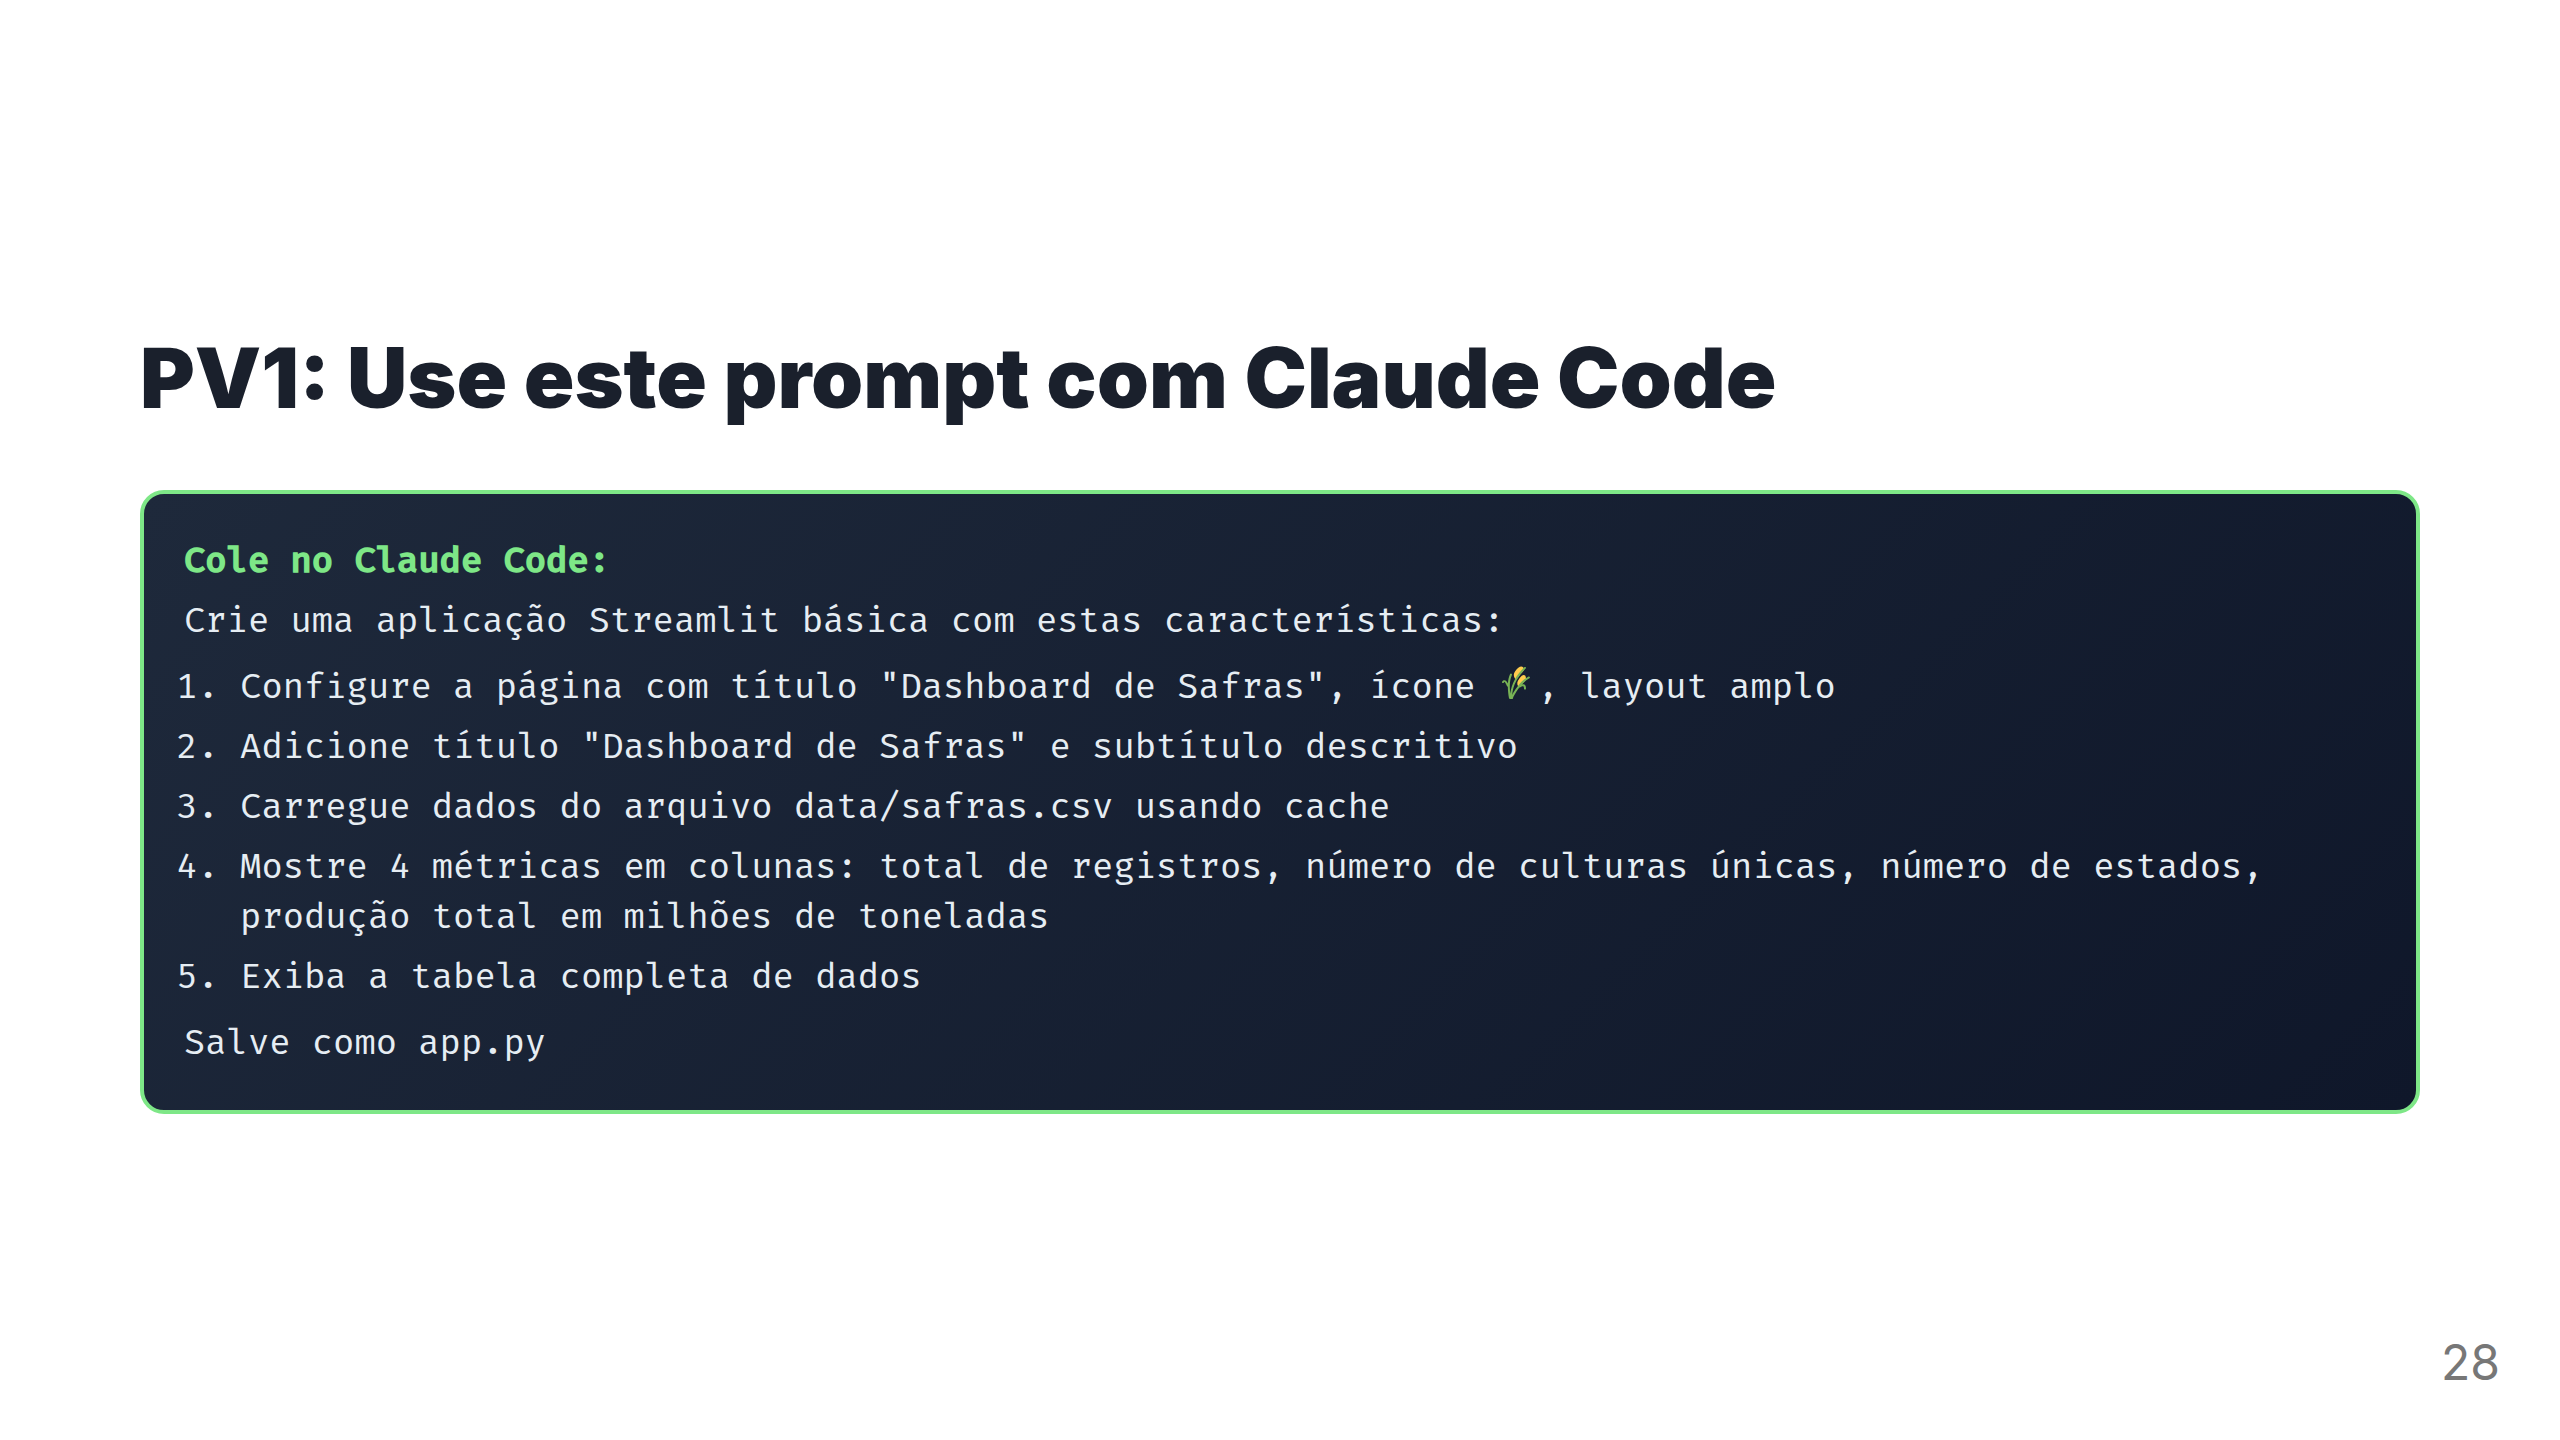 PV1: Use este prompt com Claude Code
Cole no Claude Code:
Crie uma aplicação Streamlit básica com estas características:
1. Configure a página com título "Dashboard de Safras", ícone 🌾, layout amplo
2. Adicione título "Dashboard de Safras" e subtítulo descritivo
3. Carregue dados do arquivo data/safras.csv usando cache
4. Mostre 4 métricas em colunas: total de registros, número de culturas únicas, número de estados,
produção total em milhões de toneladas
5. Exiba a tabela completa de dados
Salve como app.py
28